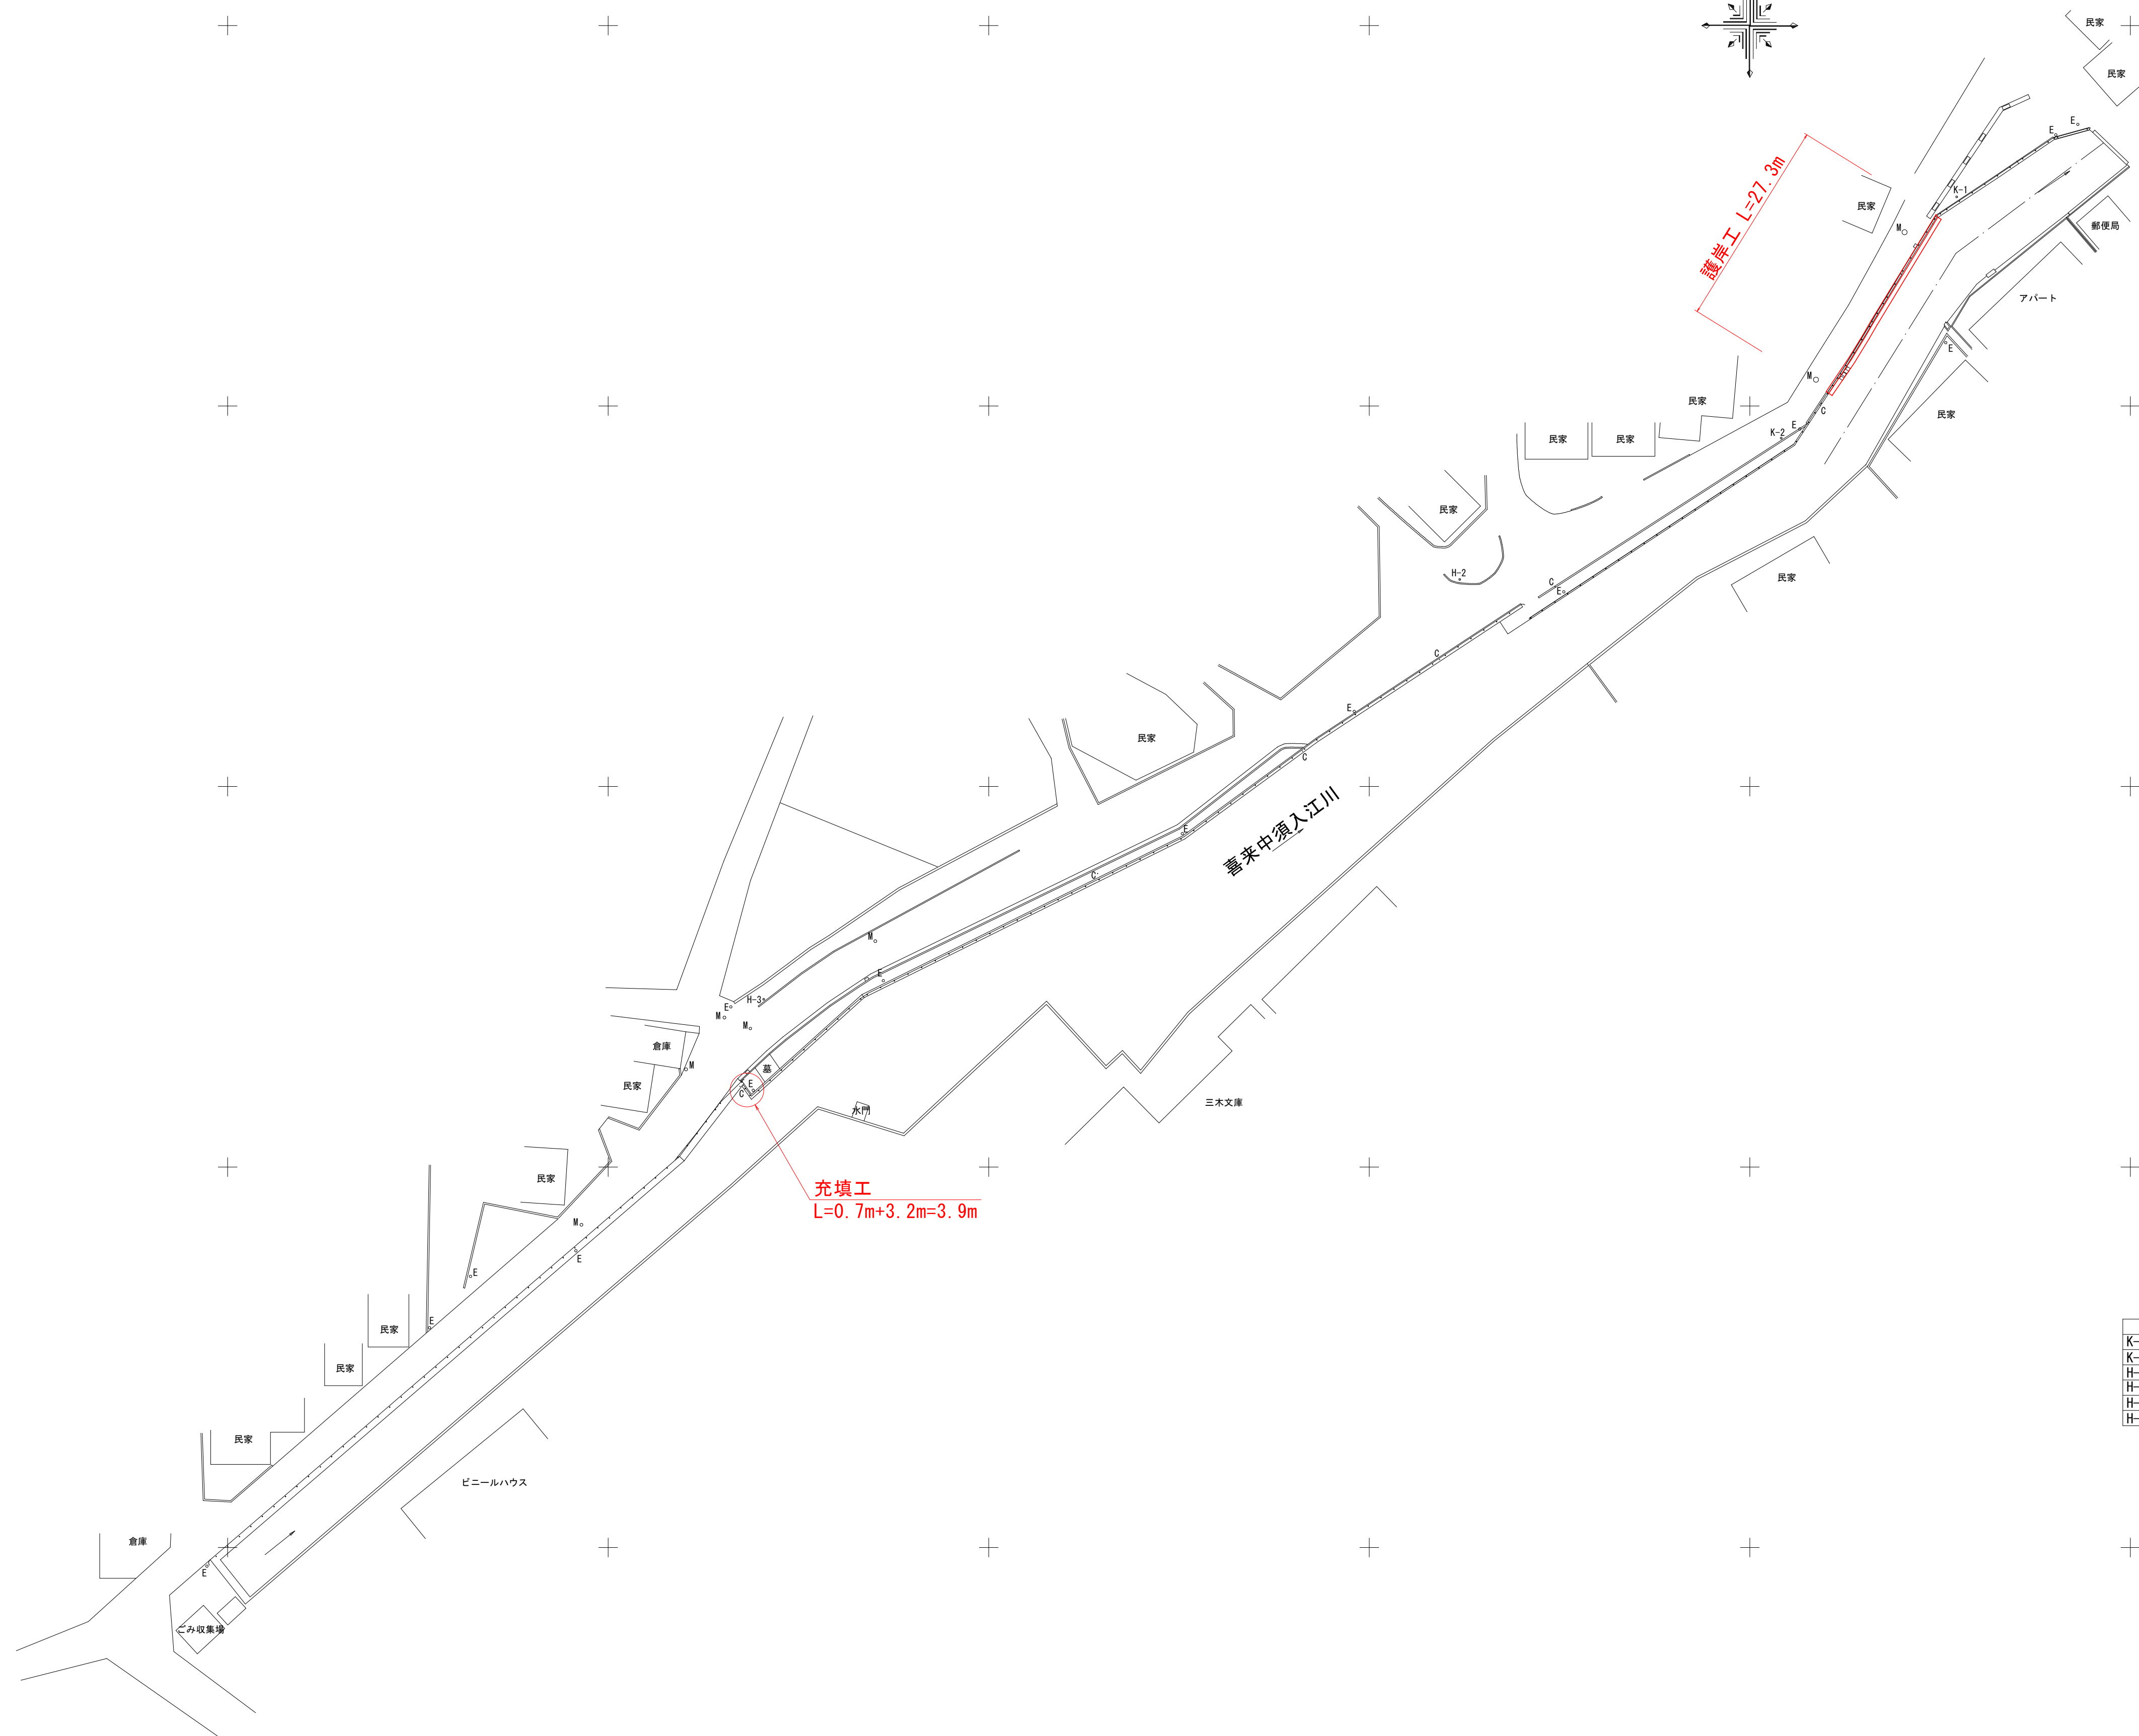 民家
民家
E
E
K-1
民家
M
郵便局
護岸工 L=27.3m
アパート
E
M
民家
C
民家
E
K-2
民家
民家
民家
H-2
民家
C
E
C
E
民家
C
E
喜来中須入江川
C
M
E
H-3
E
M
M
倉庫
M
墓
民家
E
C
三木文庫
水門
民家
充填工
L=0.7m+3.2m=3.9m
M
E
E
E
民家
民家
民家
ビニールハウス
倉庫
E
ごみ収集場
K-
K-
H-
H-
H-
H-